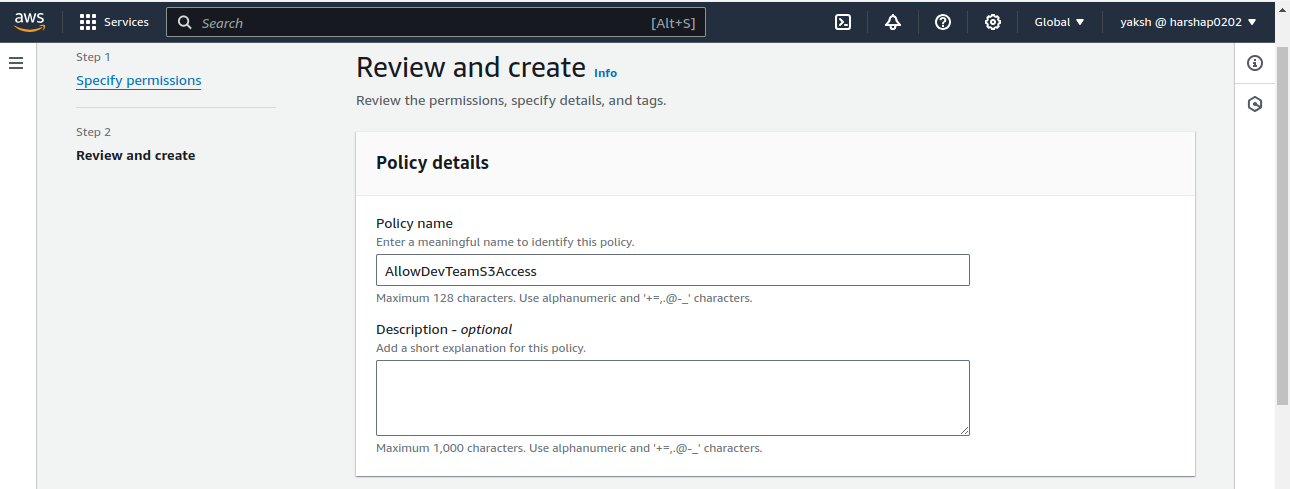 aws
Services
Search
[Alt+S]
Global
yaksh @ harshap0202
Step 1
Specify permissions
Step 2
Review and create
Review and create Info
Review the permissions, specify details, and tags.
Policy details
Policy name
Enter a meaningful name to identify this policy.
AllowDevTeamS3Access
Maximum 128 characters. Use alphanumeric and '+=,.@-_' characters.
Description - optional
Add a short explanation for this policy.
Maximum 1,000 characters. Use alphanumeric and '+=,.@-_' characters.